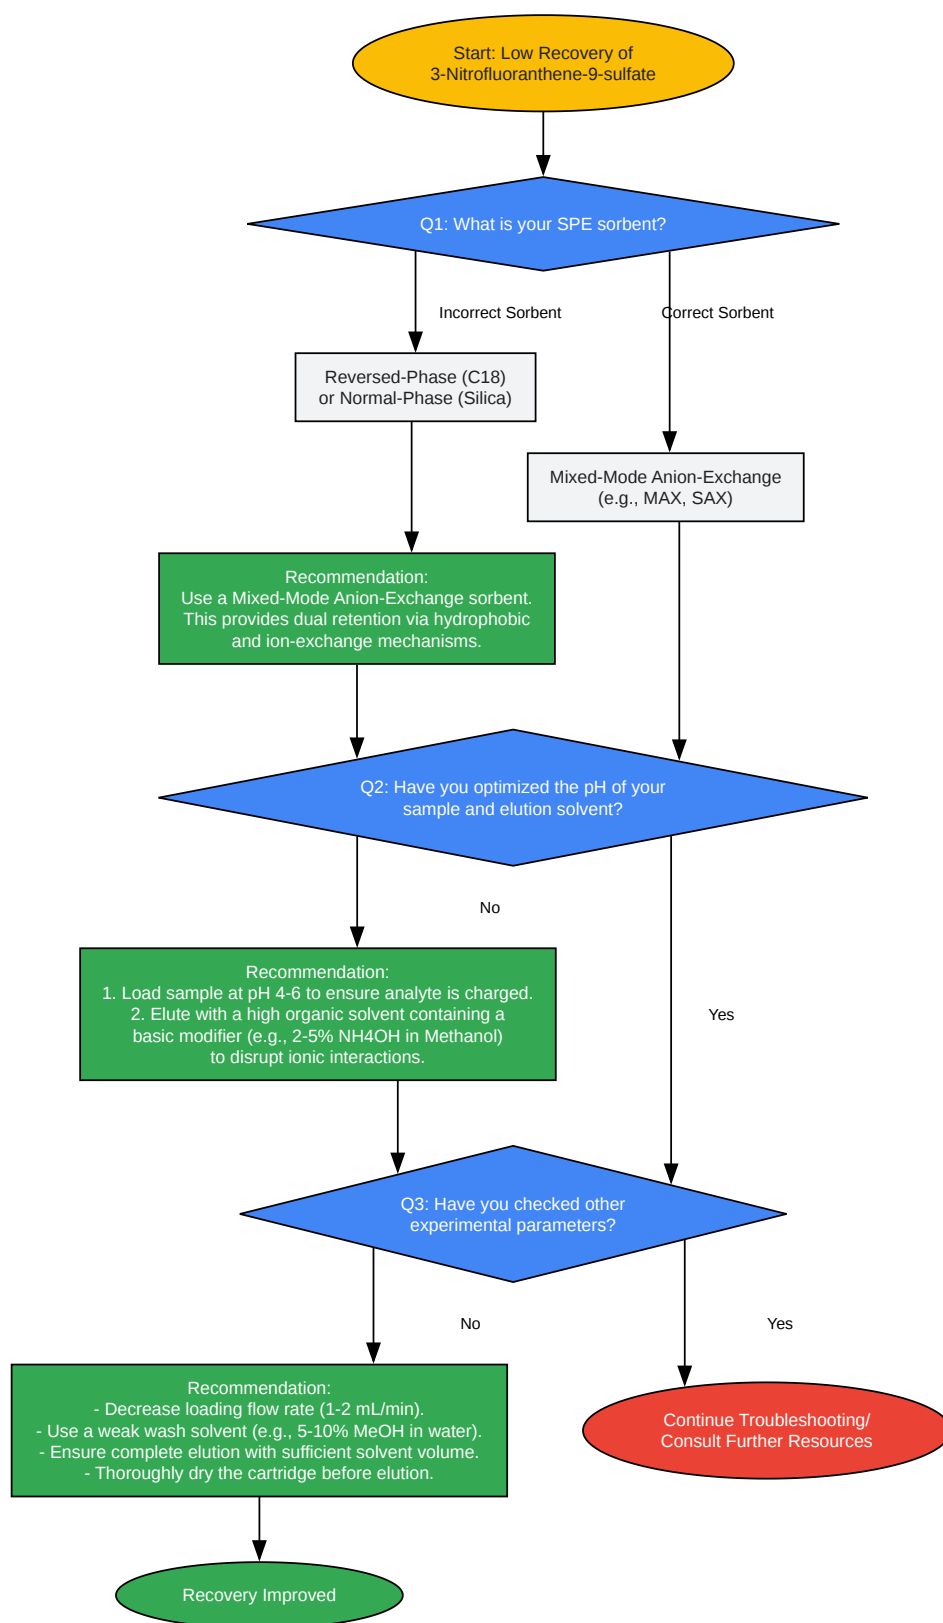 Start: Low Recovery of
3-Nitrofluoranthene-9-sulfate
Q1: What is your SPE sorbent?
Incorrect Sorbent
Correct Sorbent
Reversed-Phase (C18)
or Normal-Phase (Silica)
Mixed-Mode Anion-Exchange
(e.g., MAX, SAX)
Recommendation:
Use a Mixed-Mode Anion-Exchange sorbent.
This provides dual retention via hydrophobic
and ion-exchange mechanisms.
Q2: Have you optimized the pH of your
sample and elution solvent?
No
Recommendation:
1. Load sample at pH 4-6 to ensure analyte is charged.
2. Elute with a high organic solvent containing a
basic modifier (e.g., 2-5% NH4OH in Methanol)
to disrupt ionic interactions.
Yes
Q3: Have you checked other
experimental parameters?
No
Yes
Recommendation:
- Decrease loading flow rate (1-2 mL/min).
- Use a weak wash solvent (e.g., 5-10% MeOH in water).
- Ensure complete elution with sufficient solvent volume.
- Thoroughly dry the cartridge before elution.
Continue Troubleshooting/
Consult Further Resources
Recovery Improved